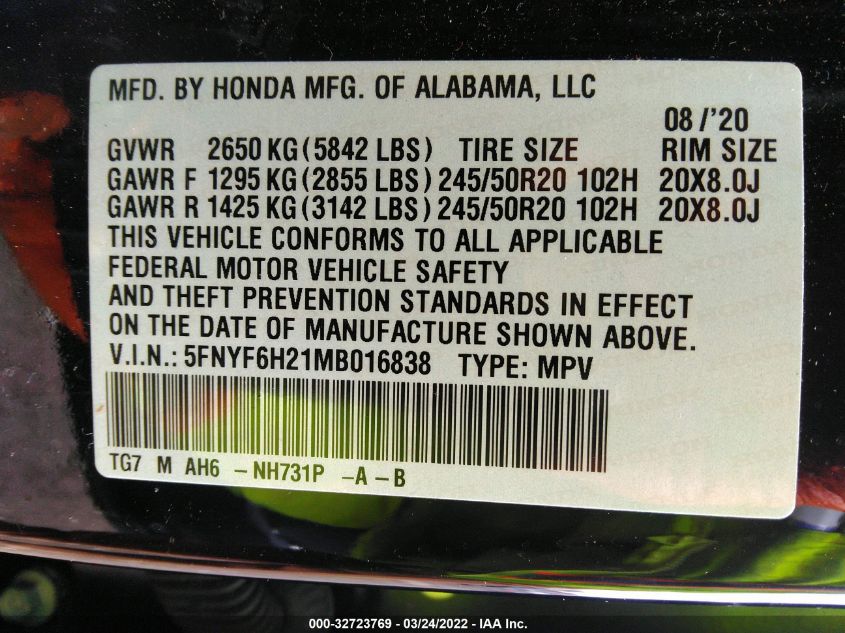 MFD. BY HONDA MFG. OF ALABAMA, LLC
08 /'20
GVWR 2650 KG (5842 LBS) TIRE SIZE RIM SIZE
GAWR F 1295 KG (2855 LBS) 245/50R20 102H 20X8.0J
GAWR R 1425 KG (3142 LBS) 245/50R20 102H 20X8.0J
THIS VEHICLE CONFORMS TO ALL APPLICABLE
FEDERAL MOTOR VEHICLE SAFETY
AND THEFT PREVENTION STANDARDS IN EFFECT
ON THE DATE OF MANUFACTURE SHOWN ABOVE.
V.I.N.: 5FNYF6H21MB016838 TYPE: MPV
TG7 M AH6 – NH731P –A – B
000-32723769 - 03/24/2022 - IAA Inc.